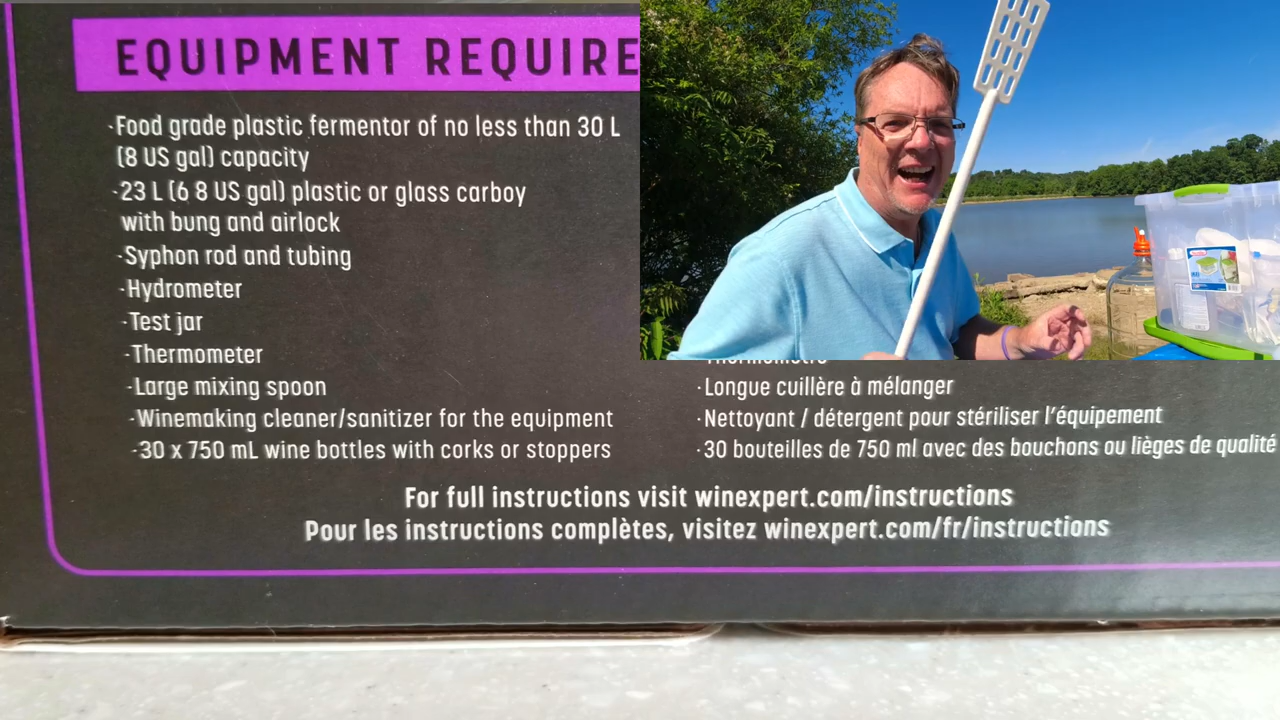 EQUIPMENT REQUIRE
·Food grade plastic fermentor of no less than 30 L
(8 US gal) capacity
·23 L (6 8 US gal) plastic or glass carboy
with bung and airlock
·Syphon rod and tubing
·Hydrometer
·Test jar
·Thermometer
·Large mixing spoon
·Winemaking cleaner/sanitizer for the equipment
·30 x 750 mL wine bottles with corks or stoppers
Thermomètre
·Longue cuillère à mélanger
·Nettoyant / détergent pour stériliser l'équipement
·30 bouteilles de 750 ml avec des bouchons ou lièges de qualité
For full instructions visit winexpert.com/instructions
Pour les instructions complètes, visitez winexpert.com/fr/instructions